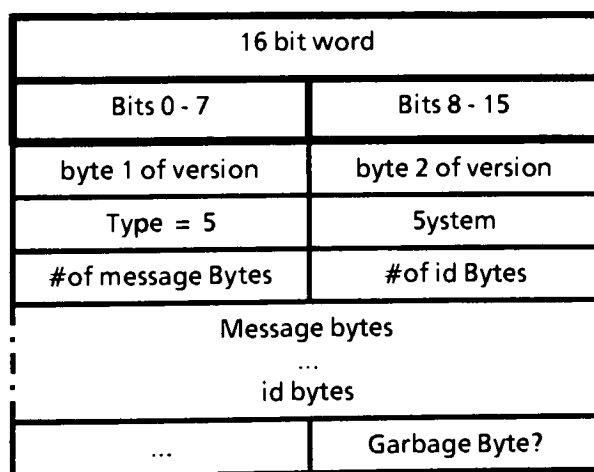 16 bit word
Bits 0 - 7 Bits 8 - 15
byte 1 of version byte 2 of version
Type = 5 5ystem
#of message Bytes #of id Bytes
Message bytes
...
id bytes
... Garbage Byte?